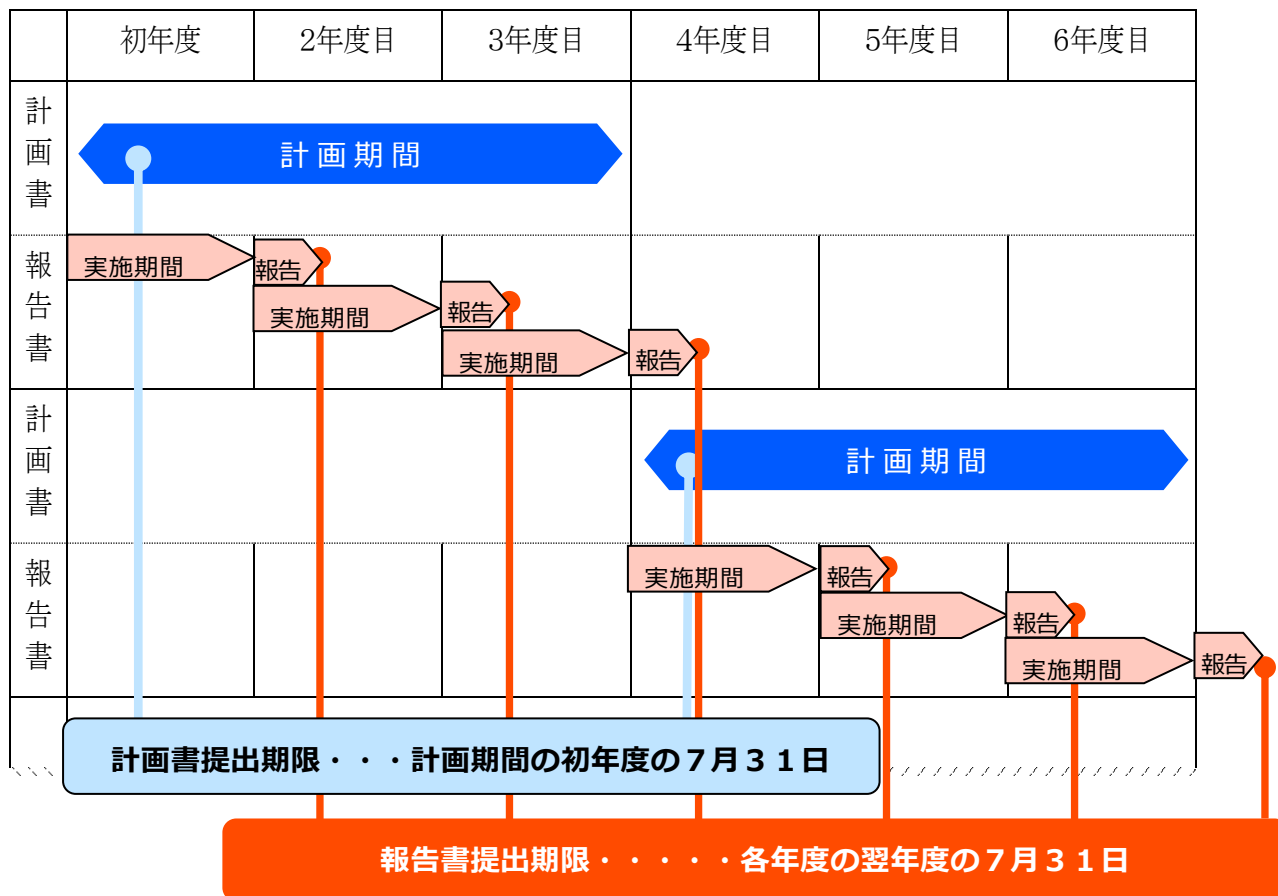 初年度
2年度目
3年度目
4年度目
5年度目
6年度目
計画書
計画期間
報告書
実施期間
報告
実施期間
報告
実施期間
報告
計画書
計画期間
報告書
実施期間
報告
実施期間
報告
実施期間
報告
計画書提出期限・・・計画期間の初年度の７月３１日
報告書提出期限・・・・・各年度の翌年度の７月３１日